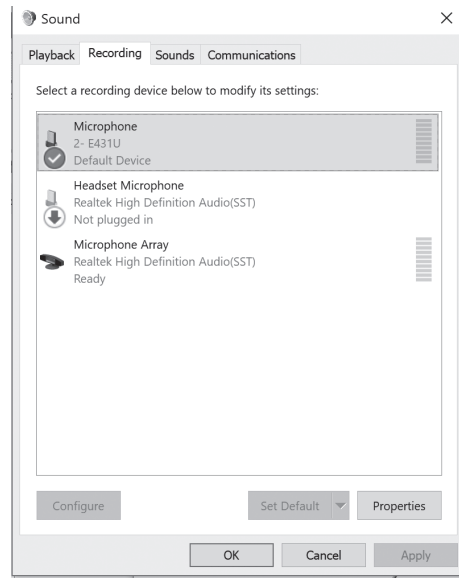 Sound
Playback Recording Sounds Communications
Select a recording device below to modify its settings:
Microphone
2- E431U
Default Device
Headset Microphone
Realtek High Definition Audio(SST)
Not plugged in
Microphone Array
Realtek High Definition Audio(SST)
Ready
Configure Set Default Properties
OK Cancel Apply